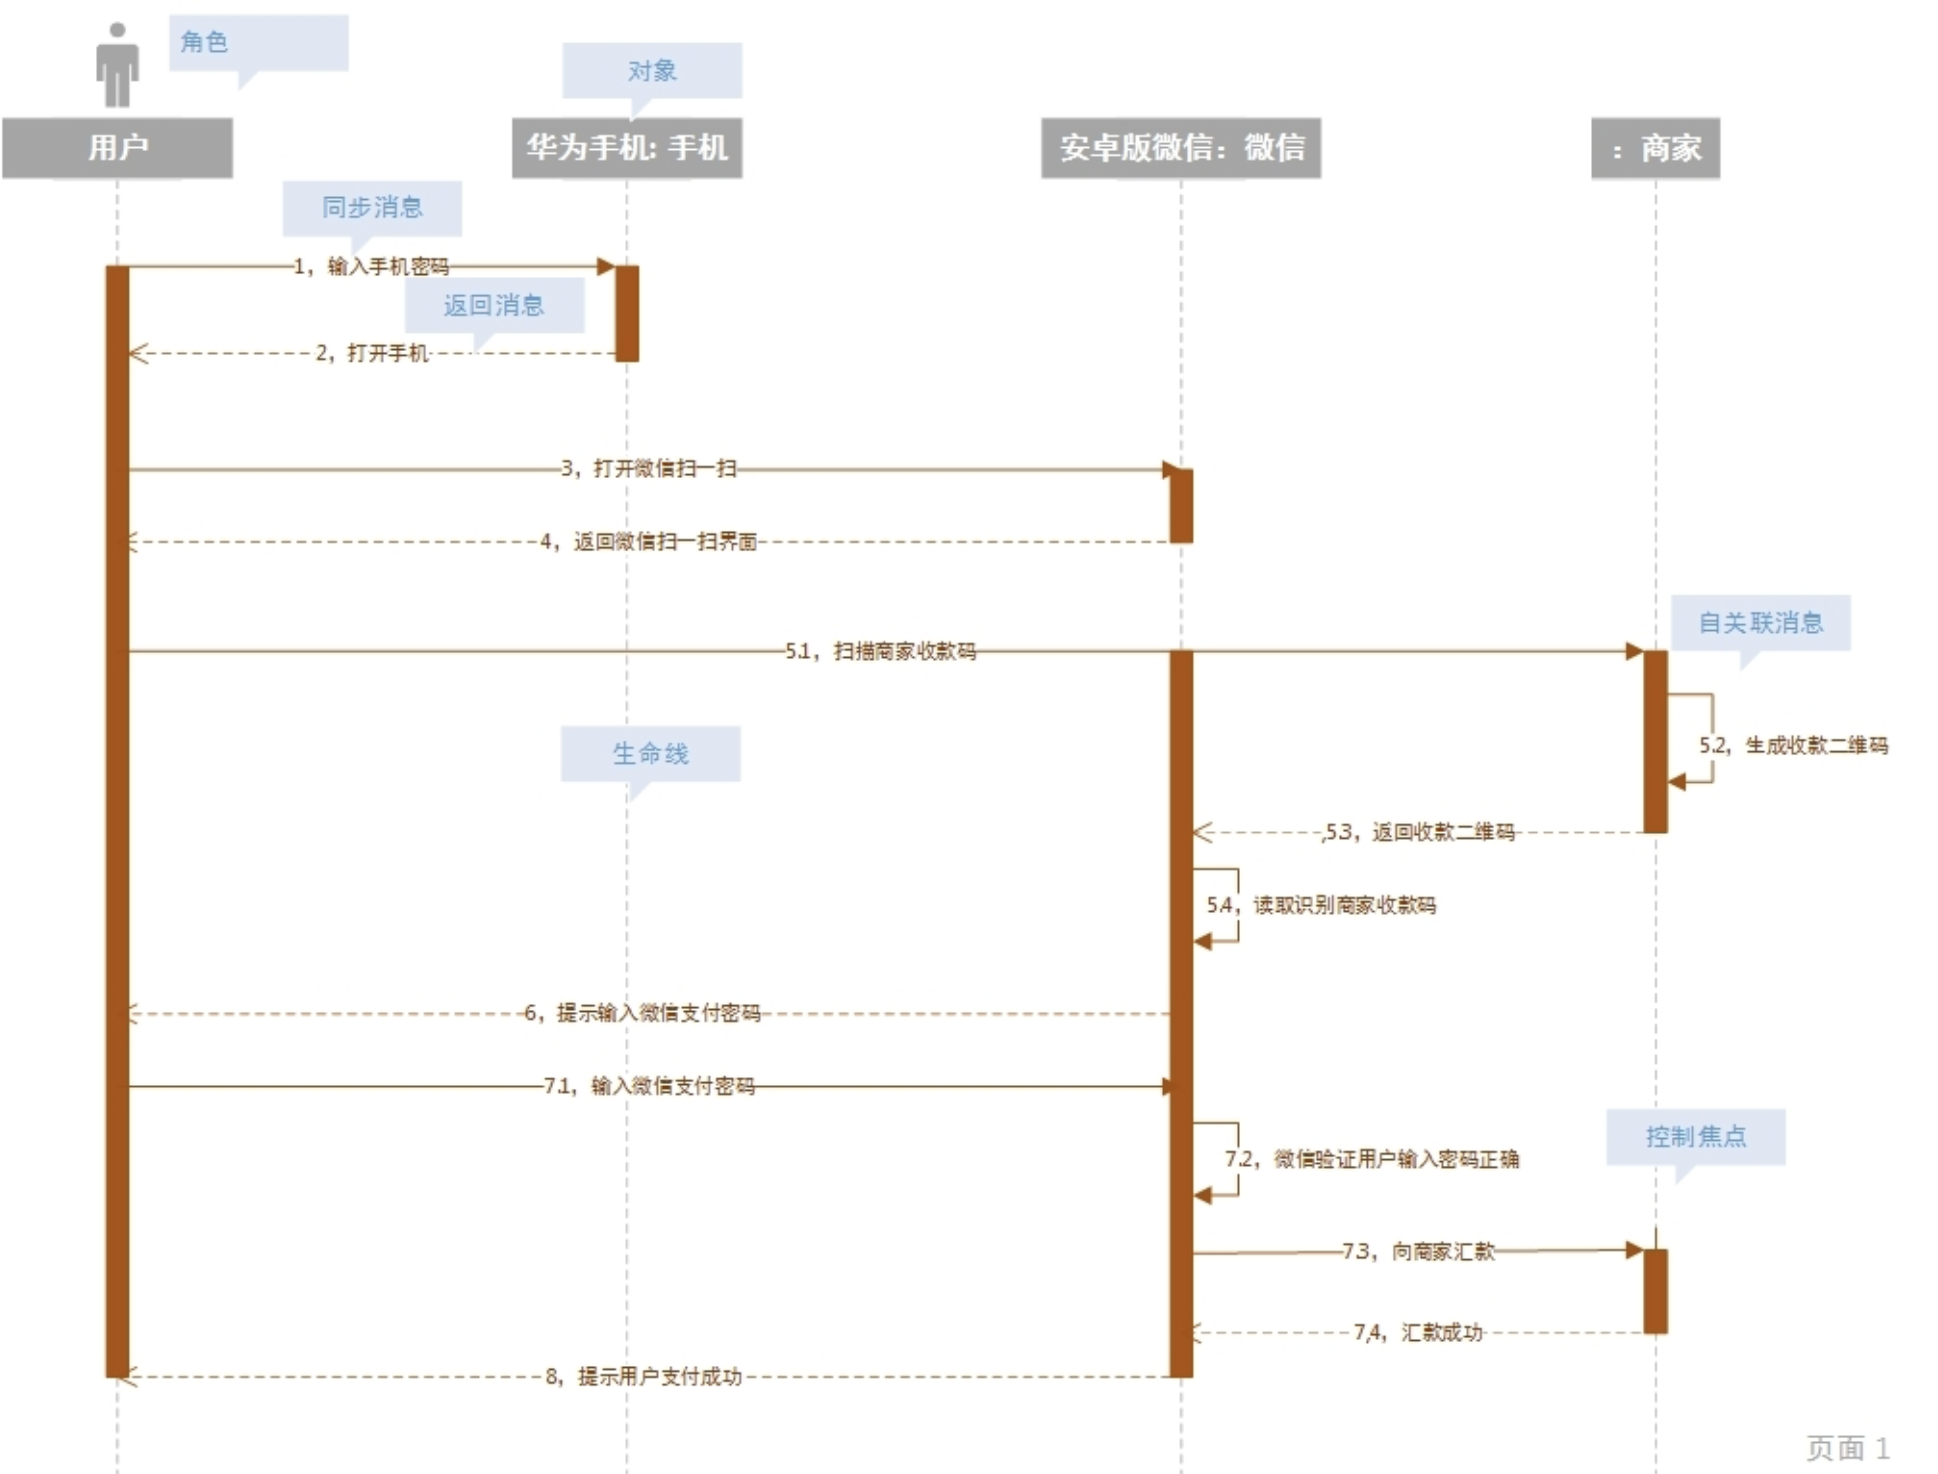 角色
对象
用户
华为手机: 手机
安卓版微信：微信
：商家
同步消息
1，输入手机密码
返回消息
2，打开手机
3，打开微信扫一扫
4，返回微信扫一扫界面
自关联消息
5.1，扫描商家收款码
5.2，生成收款二维码
生命线
,5.3，返回收款二维码
5.4，读取识别商家收款码
6，提示输入微信支付密码
7.1，输入微信支付密码
控制焦点
7.2，微信验证用户输入密码正确
7.3，向商家汇款
7,4，汇款成功
8，提示用户支付成功
页面 1